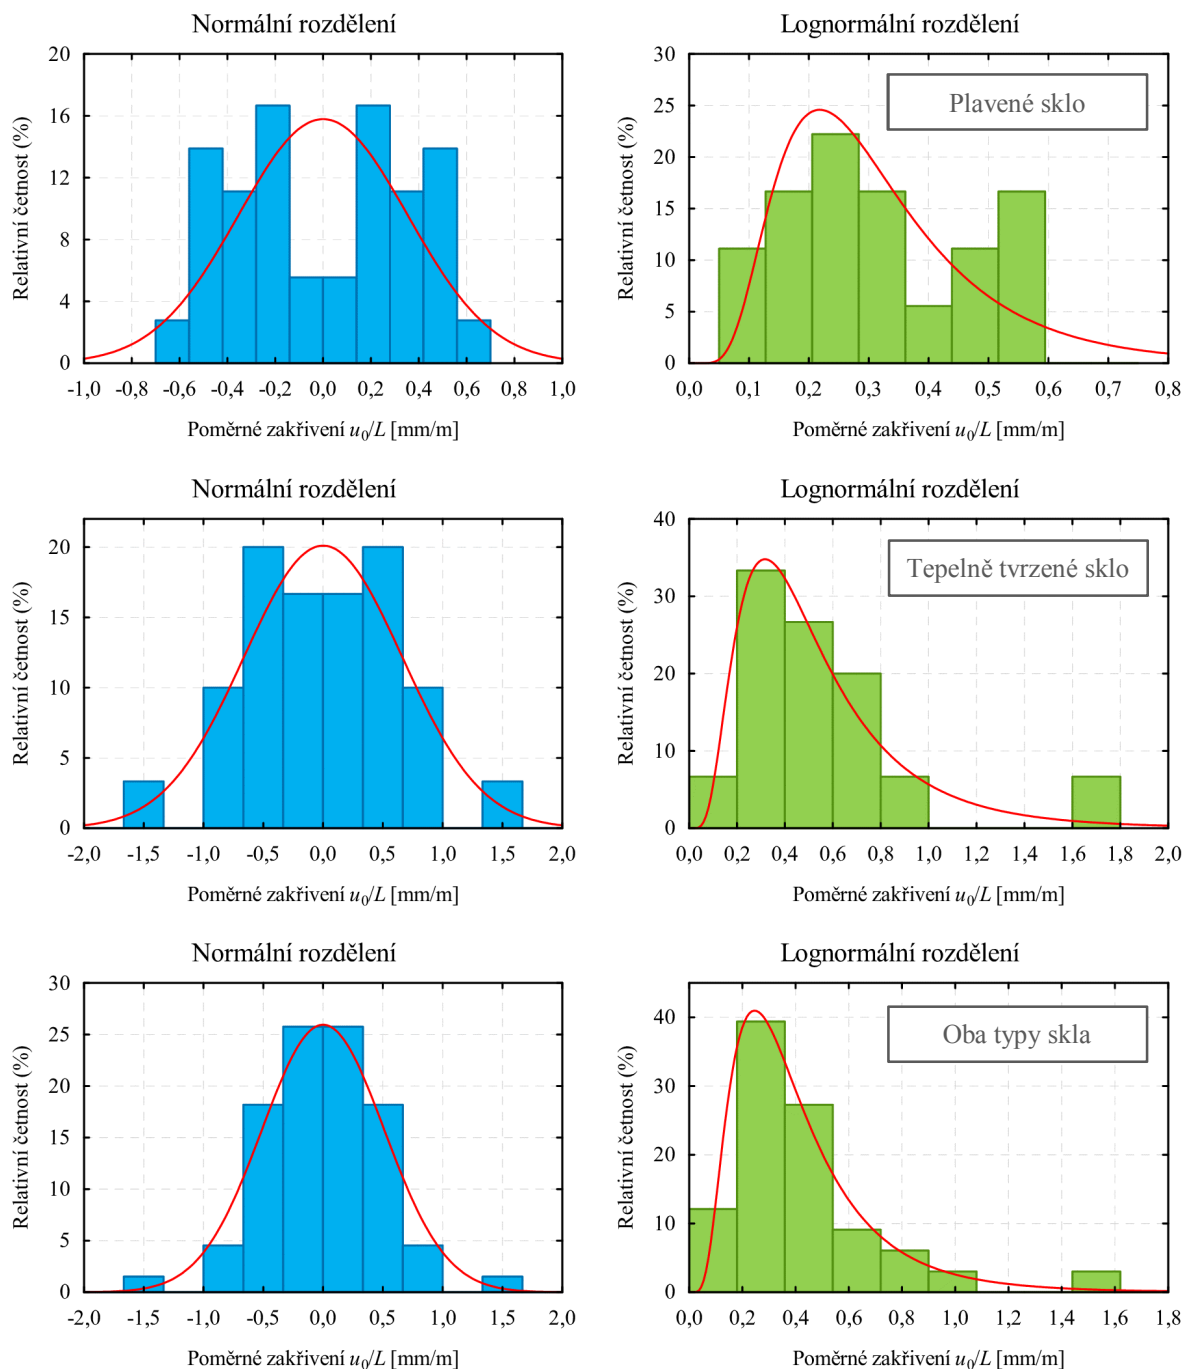 Normální rozdělení
Relativní četnost (%)
20
16
12
8
4
0
-1,0 -0,8 -0,6 -0,4 -0,2 0,0 0,2 0,4 0,6 0,8 1,0
Poměrné zakřivení u0/L [mm/m]
Lognormální rozdělení
Plavené sklo
Relativní četnost (%)
30
25
20
15
10
5
0
0,0 0,1 0,2 0,3 0,4 0,5 0,6 0,7 0,8
Poměrné zakřivení u0/L [mm/m]
Normální rozdělení
Relativní četnost (%)
20
15
10
5
0
-2,0 -1,5 -1,0 -0,5 0,0 0,5 1,0 1,5 2,0
Poměrné zakřivení u0/L [mm/m]
Lognormální rozdělení
Tepelně tvrzené sklo
Relativní četnost (%)
40
30
20
10
0
0,0 0,2 0,4 0,6 0,8 1,0 1,2 1,4 1,6 1,8 2,0
Poměrné zakřivení u0/L [mm/m]
Normální rozdělení
Relativní četnost (%)
30
25
20
15
10
5
0
-2,0 -1,5 -1,0 -0,5 0,0 0,5 1,0 1,5 2,0
Poměrné zakřivení u0/L [mm/m]
Lognormální rozdělení
Oba typy skla
Relativní četnost (%)
40
30
20
10
0
0,0 0,2 0,4 0,6 0,8 1,0 1,2 1,4 1,6 1,8
Poměrné zakřivení u0/L [mm/m]